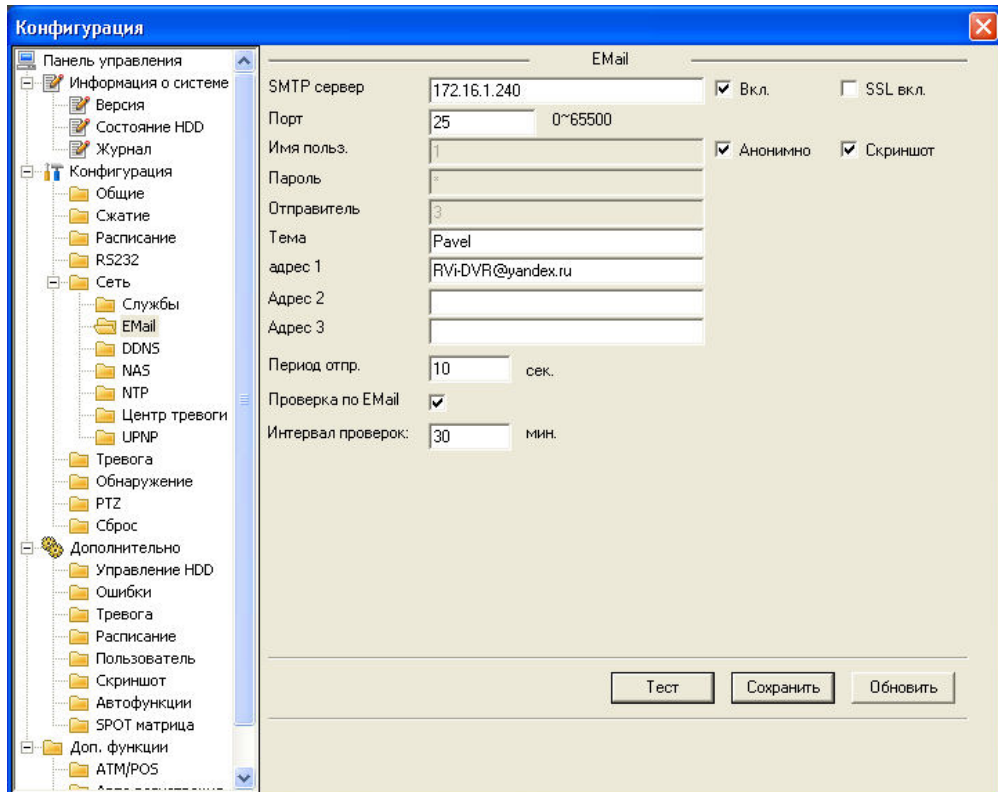 Конфигурация
Панель управления
Информация о системе
Версия
Состояние HDD
Журнал
Конфигурация
Общие
Сжатие
Расписание
RS232
Сеть
Службы
EMail
DDNS
NAS
NTP
Центр тревоги
UPNP
Тревога
Обнаружение
PTZ
Сброс
Дополнительно
Управление HDD
Ошибки
Тревога
Расписание
Пользователь
Скриншот
Автофункции
SPOT матрица
Доп. функции
ATM/POS
EMail
SMTP сервер 172.16.1.240 Вкл. SSL вкл.
Порт 25 0~65500
Имя польз. 1 Анонимно Скриншот
Пароль *
Отправитель 3
Тема Pavel
адрес 1 RVi-DVR@yandex.ru
Адрес 2
Адрес 3
Период отпр. 10 сек.
Проверка по EMail
Интервал проверок: 30 мин.
Тест Сохранить Обновить